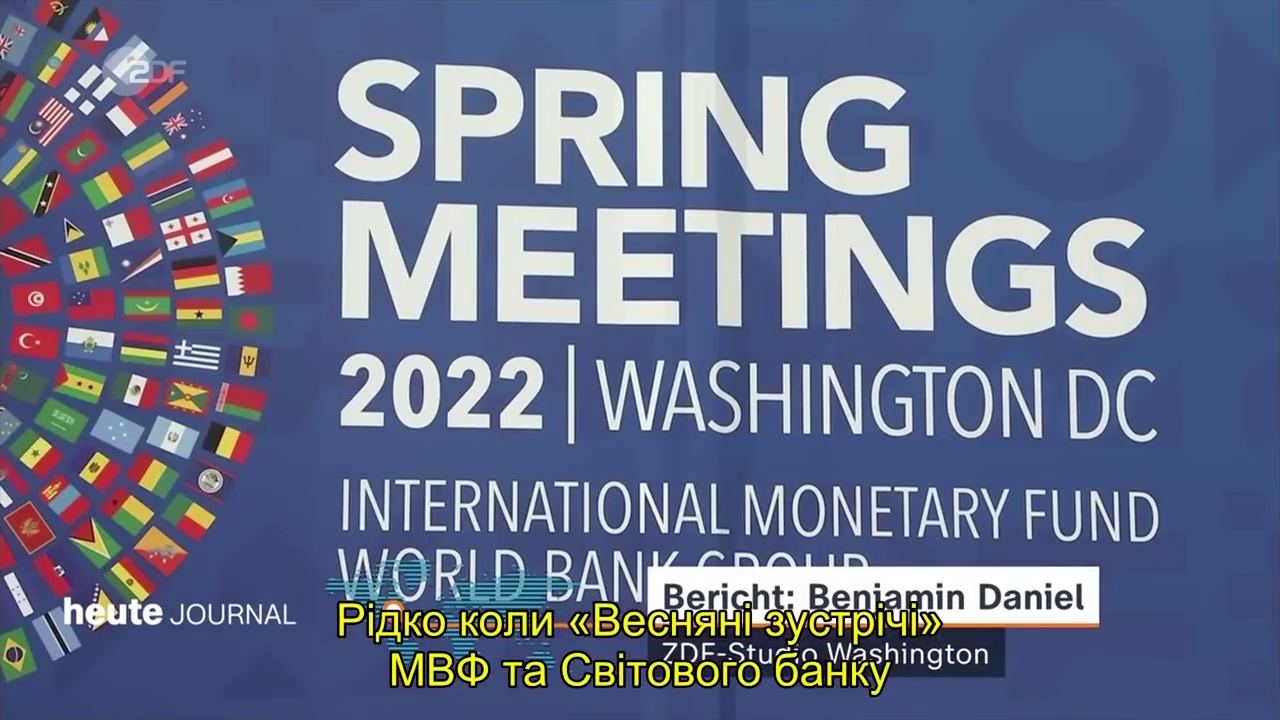 ZDF
SPRING
MEETINGS
2022 | WASHINGTON DC
INTERNATIONAL MONETARY FUND
WORLD BANK GROUP
Bericht: Benjamin Daniel
ZDF-Studio Washington
heute JOURNAL
Рідко коли «Весняні зустрічі»
МВФ та Світового банку